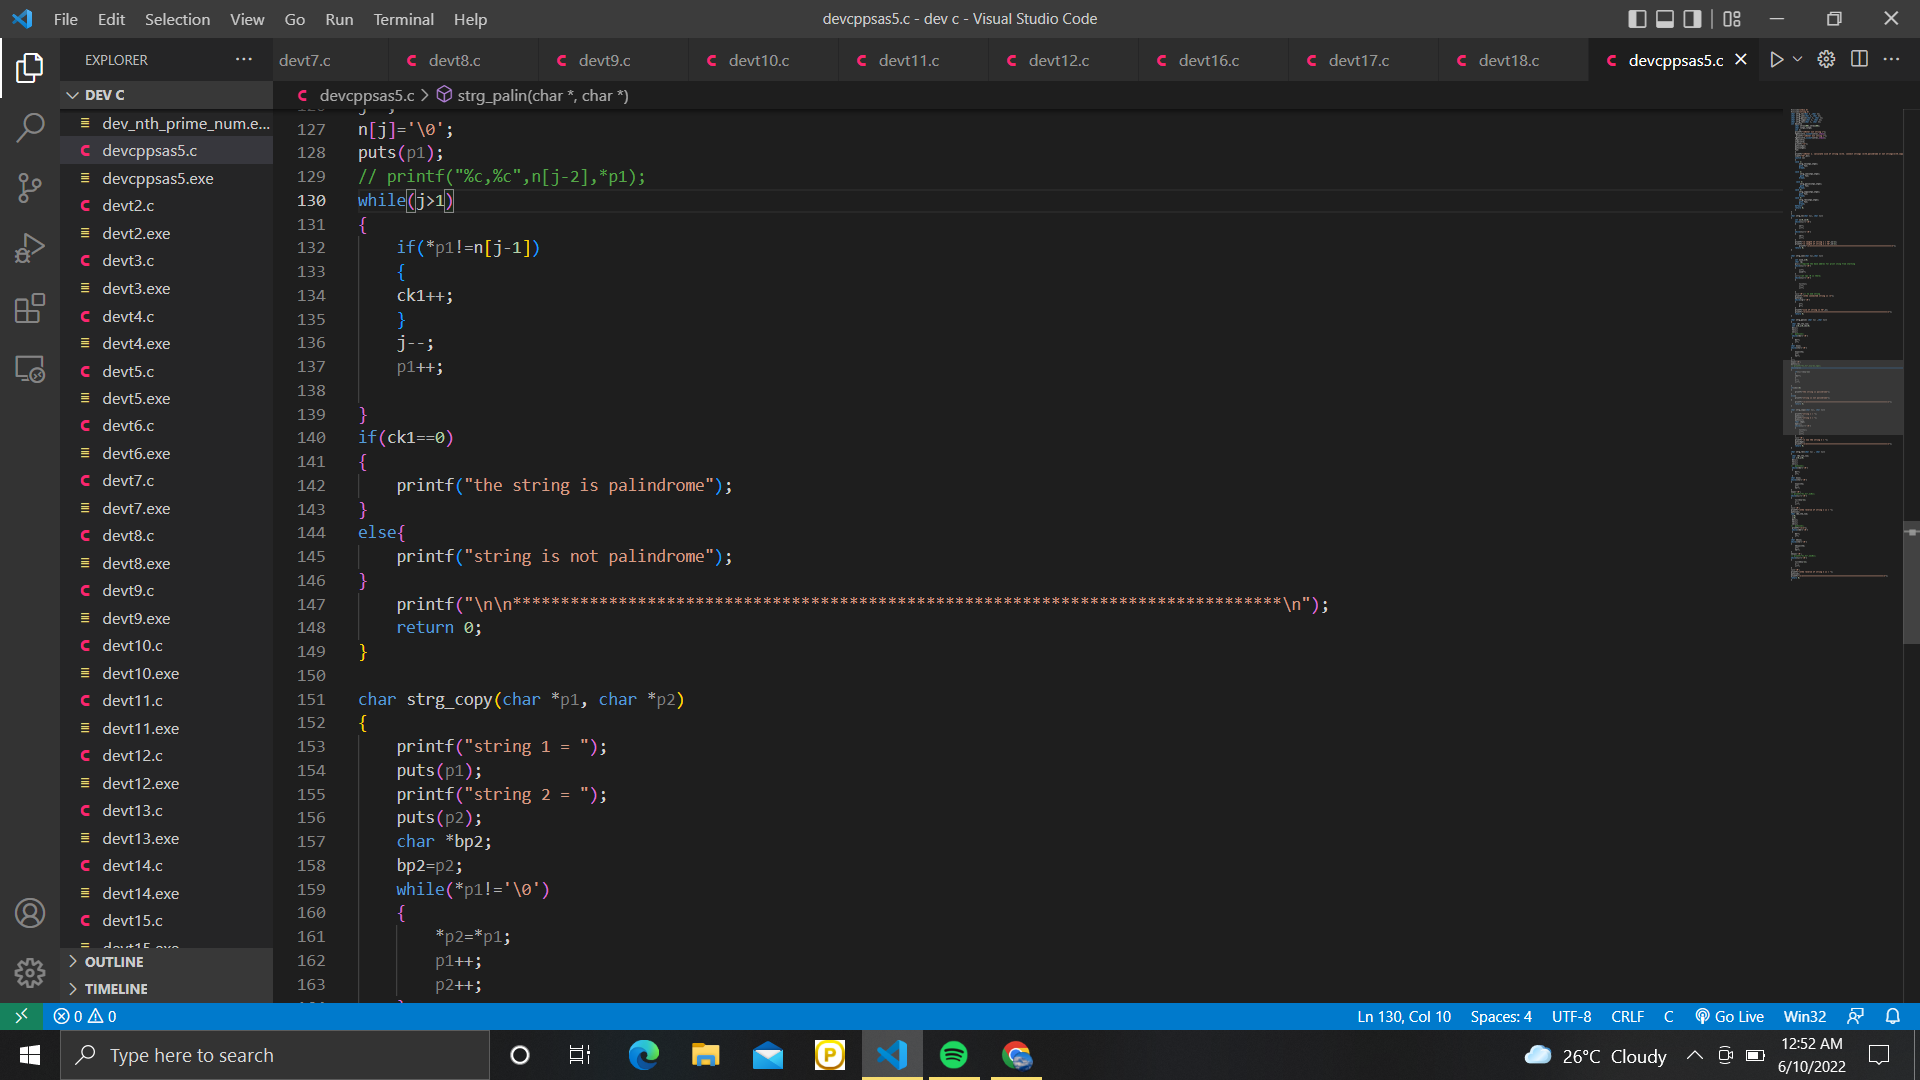 File Edit Selection View Go Run Terminal Help
devcppsas5.c - dev c - Visual Studio Code
EXPLORER
devt7.c
devt8.c
devt9.c
devt10.c
devt11.c
devt12.c
devt16.c
devt17.c
devt18.c
devcppsas5.c
DEV C
dev_nth_prime_num.e...
devcppsas5.c
devcppsas5.exe
devt2.c
devt2.exe
devt3.c
devt3.exe
devt4.c
devt4.exe
devt5.c
devt5.exe
devt6.c
devt6.exe
devt7.c
devt7.exe
devt8.c
devt8.exe
devt9.c
devt9.exe
devt10.c
devt10.exe
devt11.c
devt11.exe
devt12.c
devt12.exe
devt13.c
devt13.exe
devt14.c
devt14.exe
devt15.c
devt15.exe
OUTLINE
TIMELINE
devcppsas5.c > strg_palin(char *, char *)
127 n[j]='\0';
128 puts(p1);
129 // printf("%c,%c",n[j-2],*p1);
130 while(j>1)
131 {
132 if(*p1!=n[j-1])
133 {
134 ck1++;
135 }
136 j--;
137 p1++;
138
139 }
140 if(ck1==0)
141 {
142 printf("the string is palindrome");
143 }
144 else{
145 printf("string is not palindrome");
146 }
147 printf("\n\n********************************************************************************\n");
148 return 0;
149 }
150
151 char strg_copy(char *p1, char *p2)
152 {
153 printf("string 1 = ");
154 puts(p1);
155 printf("string 2 = ");
156 puts(p2);
157 char *bp2;
158 bp2=p2;
159 while(*p1!='\0')
160 {
161 *p2=*p1;
162 p1++;
163 p2++;
0 0
Ln 130, Col 10 Spaces: 4 UTF-8 CRLF C Go Live Win32
Type here to search
26°C Cloudy
12:52 AM
6/10/2022